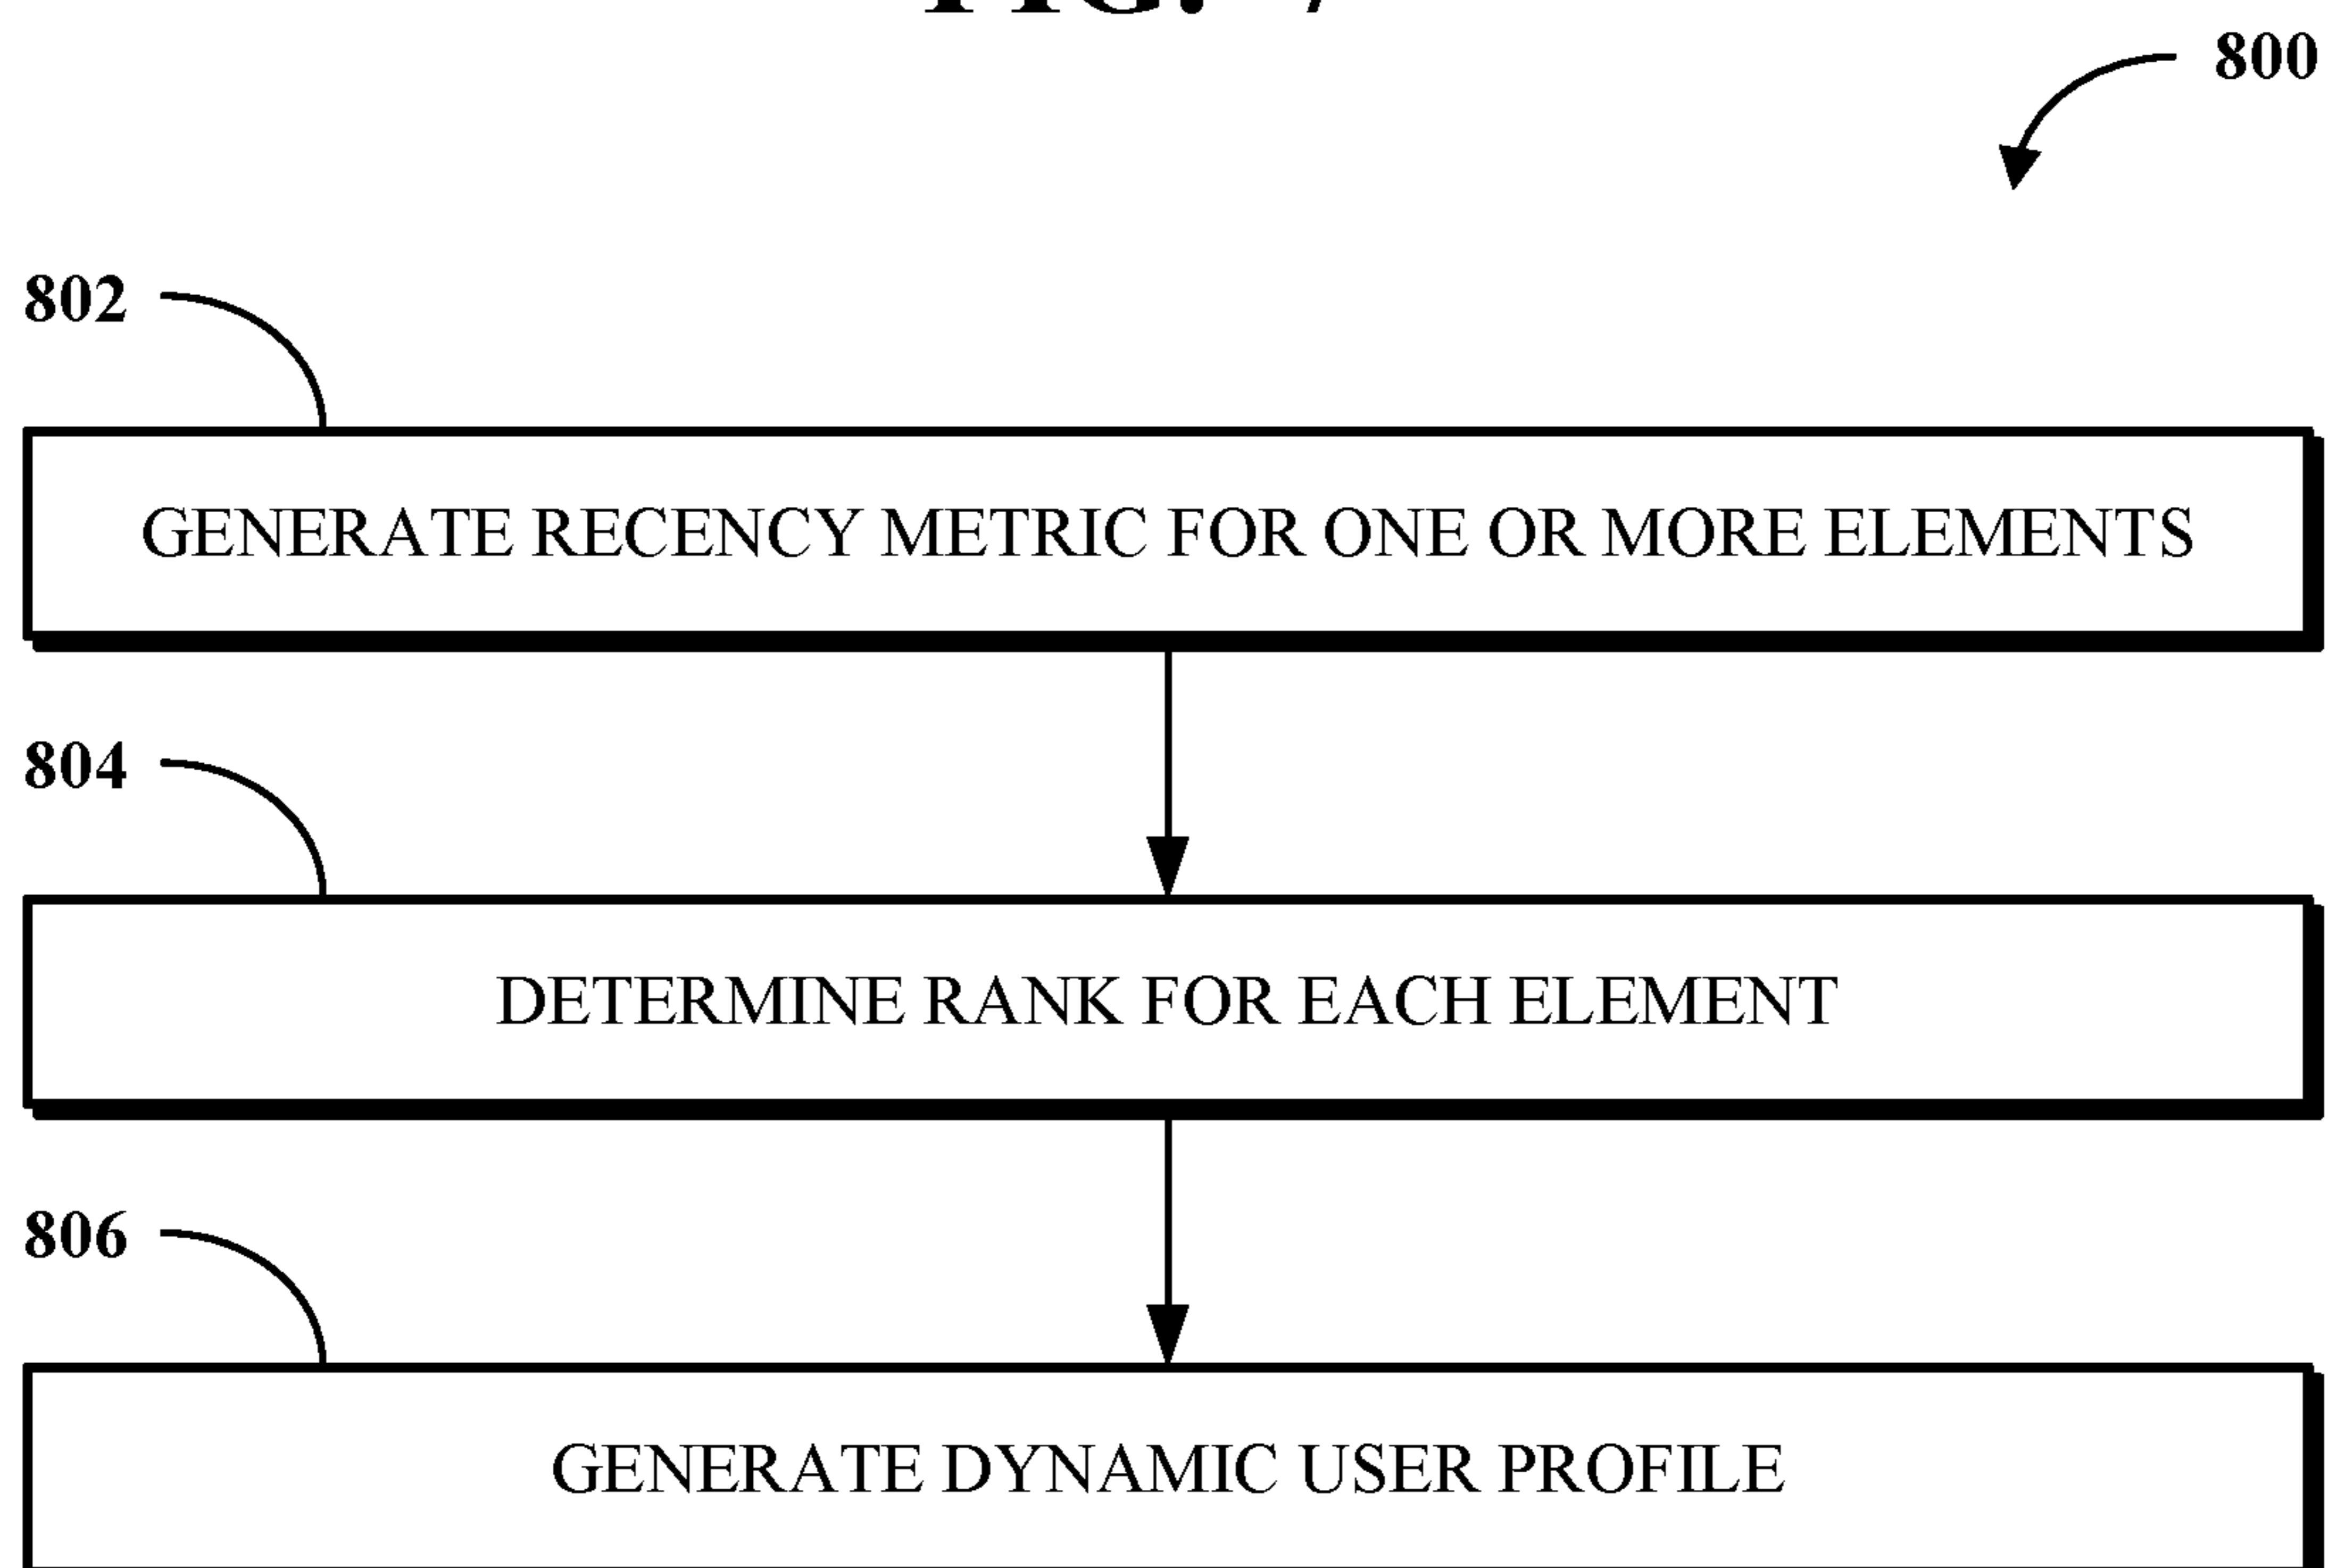 800
802
GENERATE RECENCY METRIC FOR ONE OR MORE ELEMENTS
804
DETERMINE RANK FOR EACH ELEMENT
806
GENERATE DYNAMIC USER PROFILE